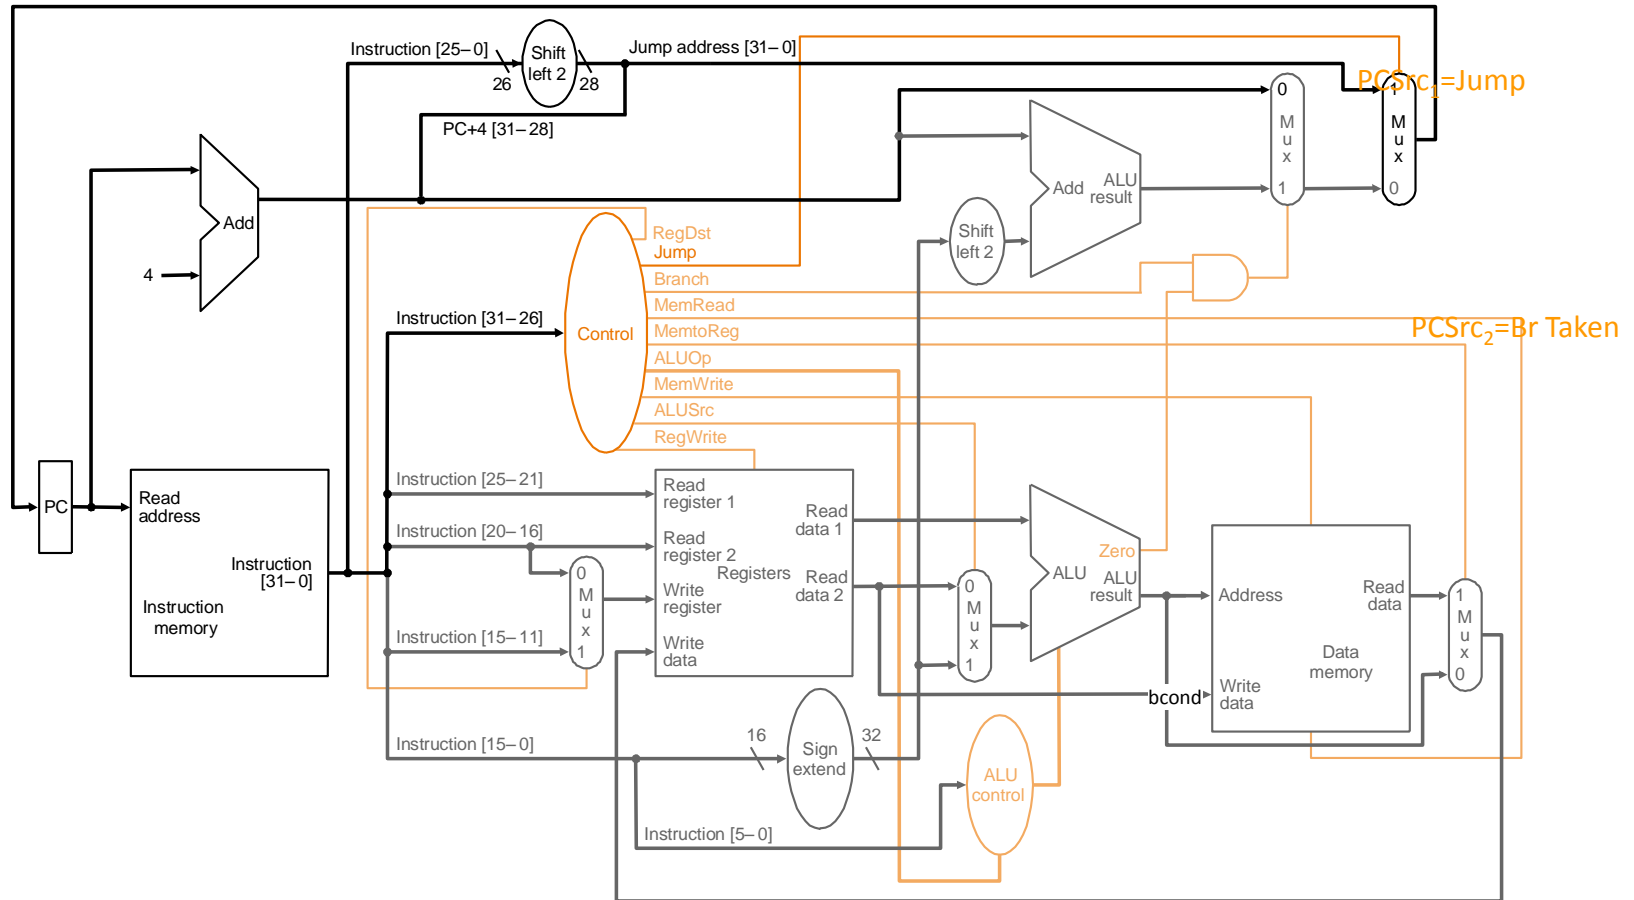 Instruction [25–0]
Shift
left 2
Jump address [31–0]
26
28
PC+4 [31–28]
PCSrc1=Jump
1
M
u
x
0
0
M
u
x
1
Add
ALU
result
Shift
left 2
Add
4
RegDst
Jump
Branch
MemRead
MemtoReg
ALUOp
MemWrite
ALUSrc
RegWrite
Instruction [31–26]
Control
PCSrc2=Br Taken
PC
Read
address
Instruction
[31–0]
Instruction
memory
Instruction [25–21]
Instruction [20–16]
Instruction [15–11]
0
M
u
x
1
Read
register 1
Read
register 2
Registers
Write
register
Write
data
Read
data 1
Read
data 2
0
M
u
x
1
Zero
ALU
ALU
result
Address
Read
data
Data
memory
Write
data
bcond
1
M
u
x
0
Instruction [15–0]
16
Sign
extend
32
ALU
control
Instruction [5–0]